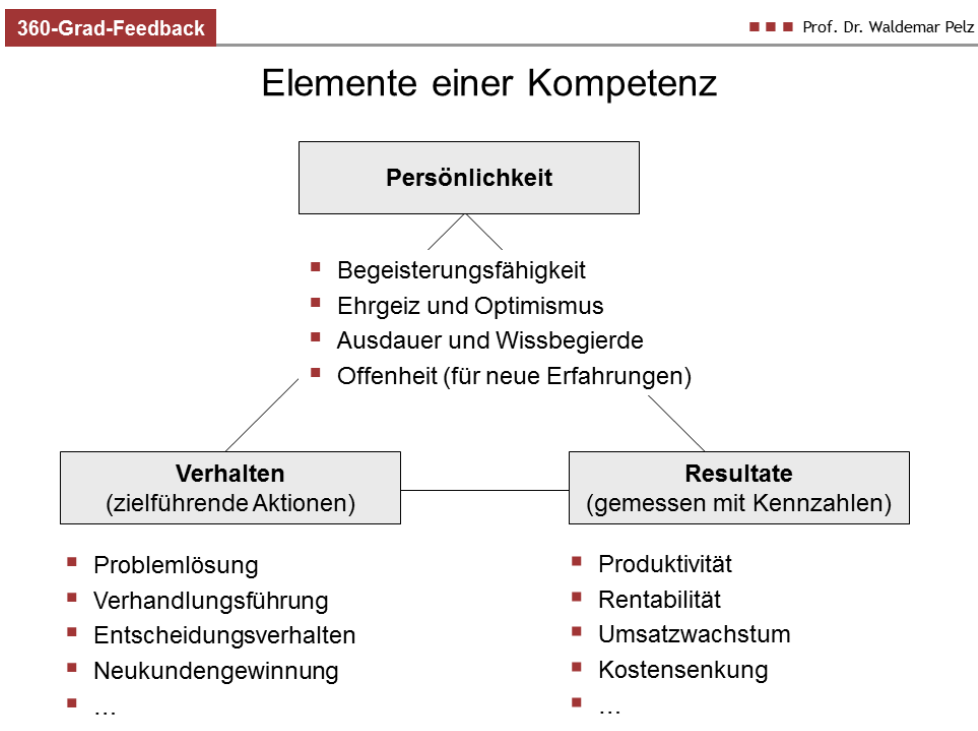 360-Grad-Feedback
Prof. Dr. Waldemar Pelz
Elemente einer Kompetenz
Persönlichkeit
Begeisterungsfähigkeit
Ehrgeiz und Optimismus
Ausdauer und Wissbegierde
Offenheit (für neue Erfahrungen)
Verhalten
(zielführende Aktionen)
Problemlösung
Verhandlungsführung
Entscheidungsverhalten
Neukundengewinnung
…
Resultate
(gemessen mit Kennzahlen)
Produktivität
Rentabilität
Umsatzwachstum
Kostensenkung
…